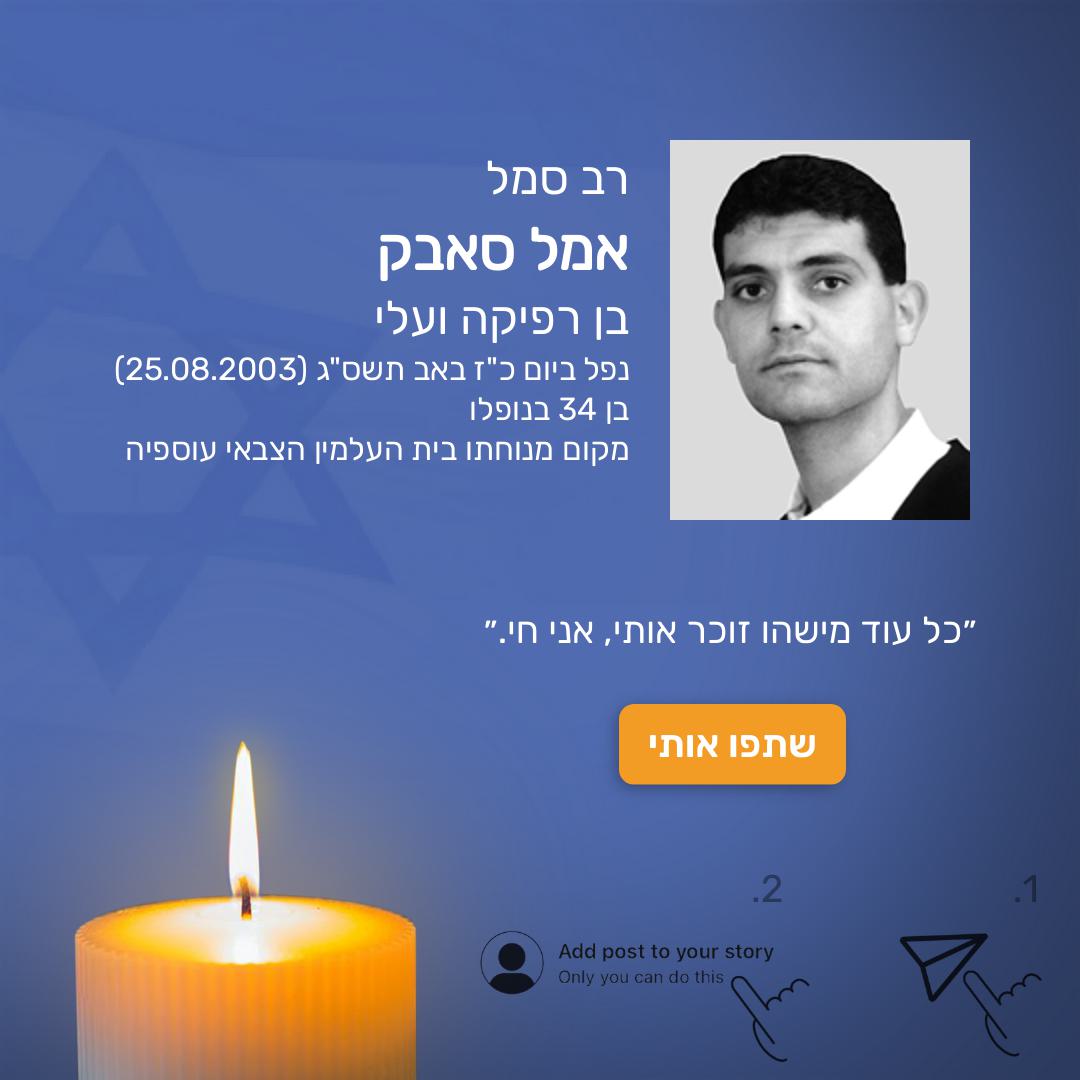 רב סמל
אמל סאבק
בן רפיקה ועלי
נפל ביום כ"ז באב תשס"ג (25.08.2003)
בן 34 בנופלו
מקום מנוחתו בית העלמין הצבאי עוספיה
״כל עוד מישהו זוכר אותי, אני חי.״
שתפו אותי
1.
2.
Add post to your story
Only you can do this